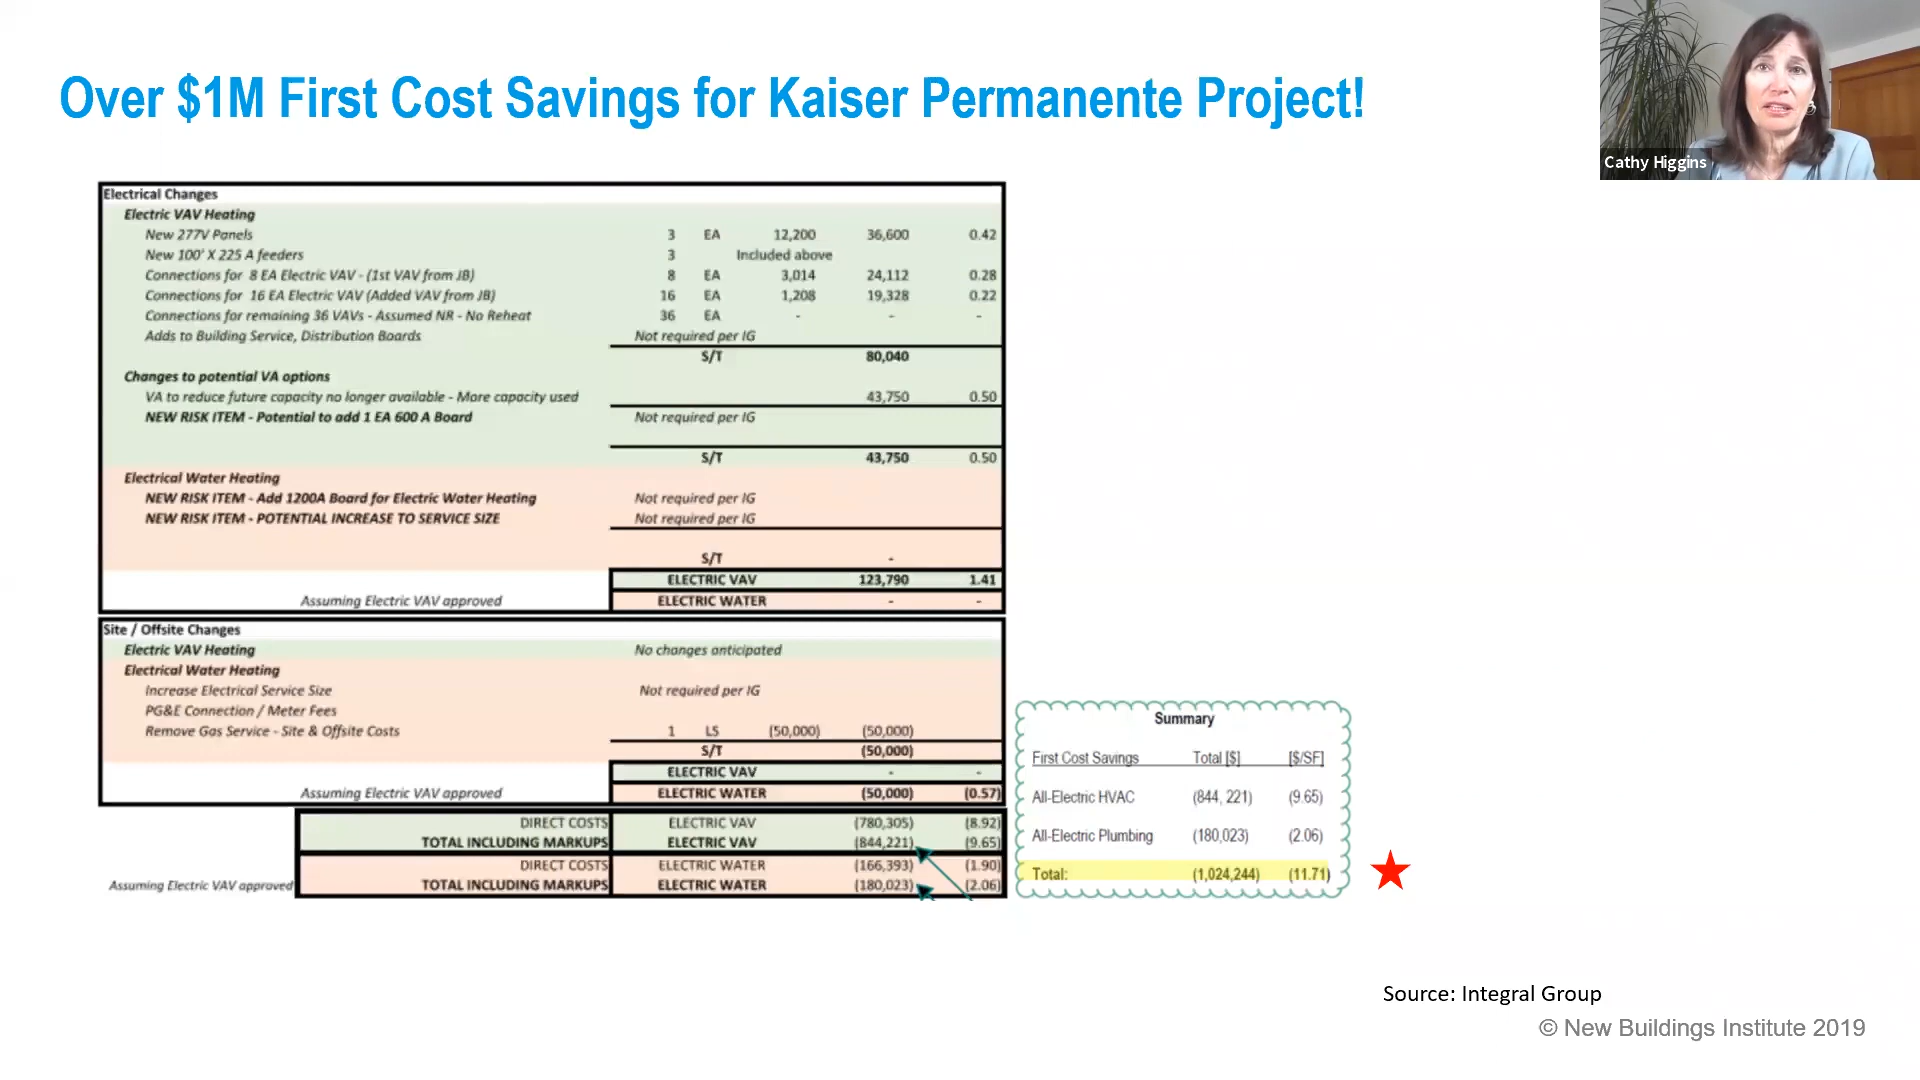 Over $1M First Cost Savings for Kaiser Permanente Project!
Cathy Higgins
Electrical Changes
Electric VAV Heating
New 277V Panels 3 EA 12,200 36,600 0.42
New 100' X 225 A feeders 3 Included above
Connections for 8 EA Electric VAV - (1st VAV from JB) 8 EA 3,014 24,112 0.28
Connections for 16 EA Electric VAV (Added VAV from JB) 16 EA 1,208 19,328 0.22
Connections for remaining 36 VAVs - Assumed NR - No Reheat 36 EA - - -
Adds to Building Service, Distribution Boards Not required per IG
S/T 80,040
Changes to potential VA options
VA to reduce future capacity no longer available - More capacity used 43,750 0.50
NEW RISK ITEM - Potential to add 1 EA 600 A Board Not required per IG
S/T 43,750 0.50
Electrical Water Heating
NEW RISK ITEM - Add 1200A Board for Electric Water Heating Not required per IG
NEW RISK ITEM - POTENTIAL INCREASE TO SERVICE SIZE Not required per IG
S/T -
ELECTRIC VAV 123,790 1.41
Assuming Electric VAV approved ELECTRIC WATER - -
Site / Offsite Changes
Electric VAV Heating No changes anticipated
Electrical Water Heating
Increase Electrical Service Size Not required per IG
PG&E Connection / Meter Fees
Remove Gas Service - Site & Offsite Costs 1 LS (50,000) (50,000)
S/T (50,000)
ELECTRIC VAV - -
Assuming Electric VAV approved ELECTRIC WATER (50,000) (0.57)
DIRECT COSTS ELECTRIC VAV (780,305) (8.92)
TOTAL INCLUDING MARKUPS ELECTRIC VAV (844,221) (9.65)
DIRECT COSTS ELECTRIC WATER (166,393) (1.90)
Assuming Electric VAV approved TOTAL INCLUDING MARKUPS ELECTRIC WATER (180,023) (2.06)
Summary
First Cost Savings Total [$] [$/SF]
All-Electric HVAC (844, 221) (9.65)
All-Electric Plumbing (180,023) (2.06)
Total: (1,024,244) (11.71)
Source: Integral Group
© New Buildings Institute 2019